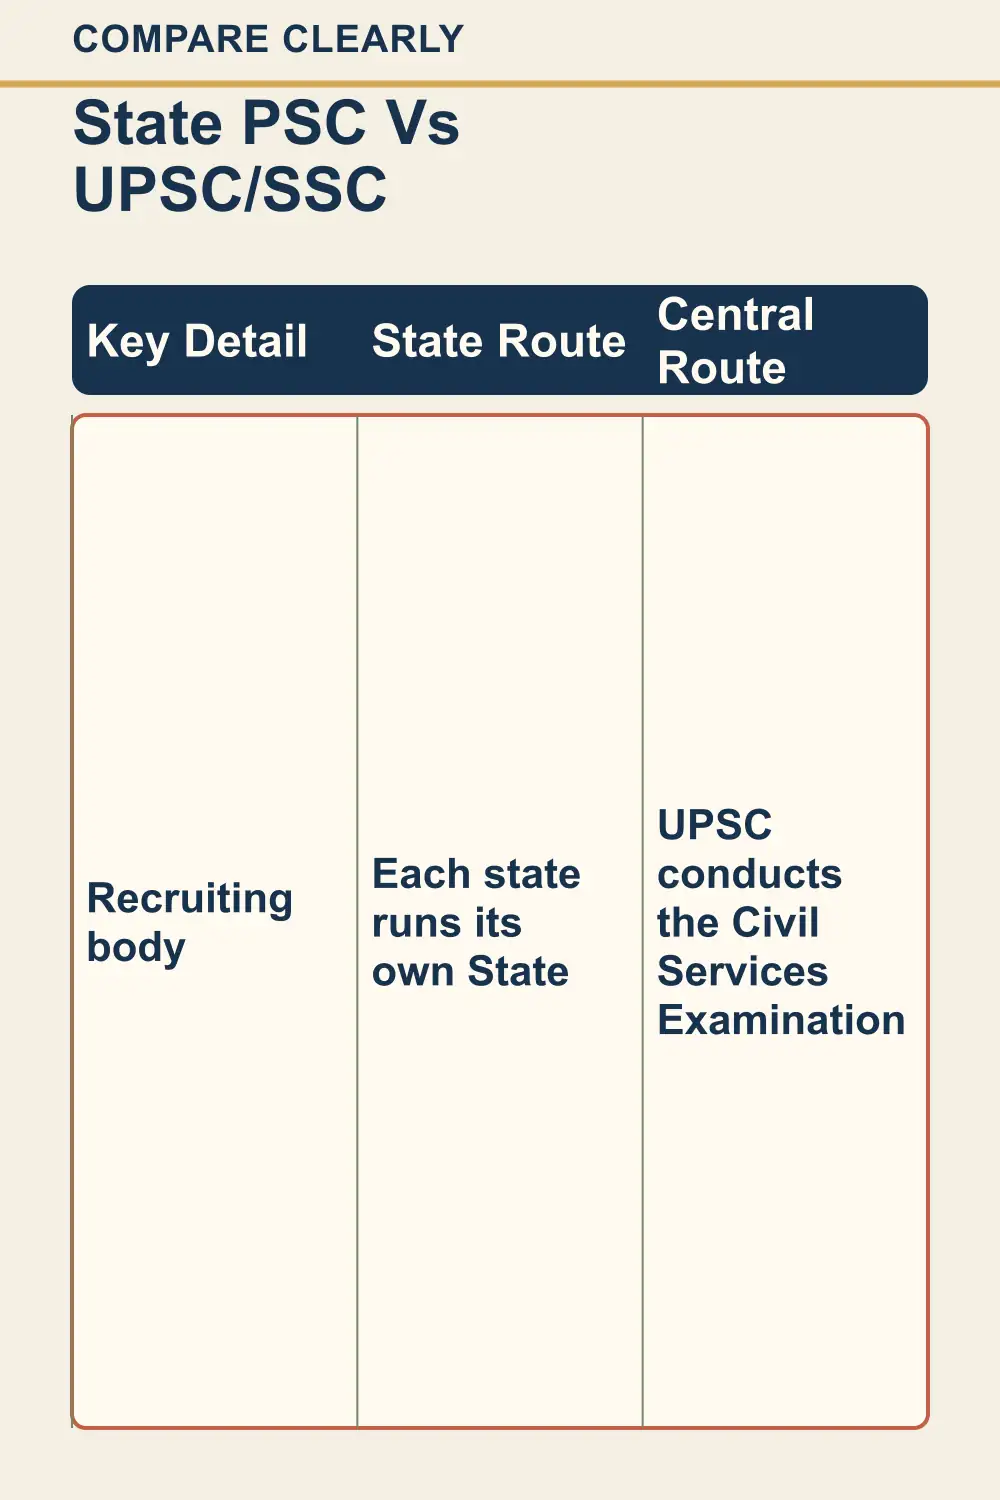 COMPARE CLEARLY
State PSC Vs
UPSC/SSC
Key Detail
State Route
Central
Route
Recruiting
body
Each state
runs its
own State
UPSC
conducts
the Civil
Services
Examination